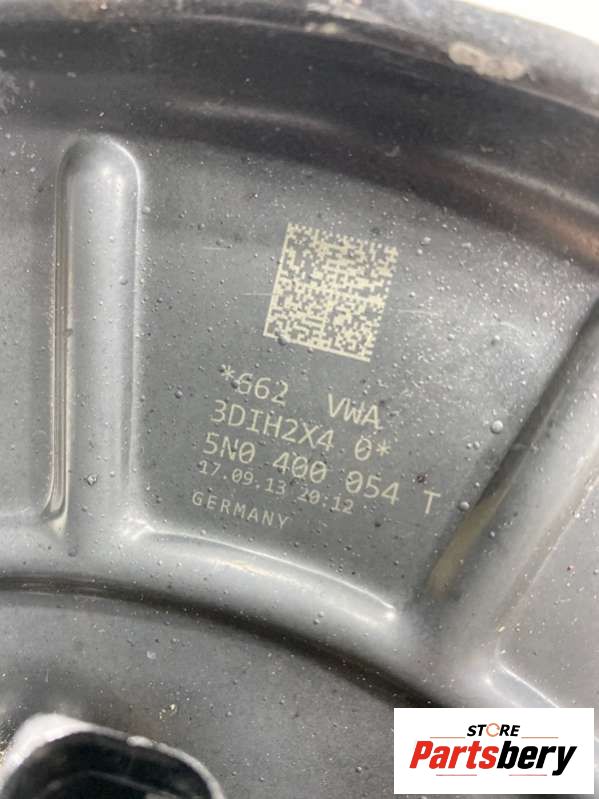 *662 VWA
3DIH2X4 0*
5N0 400 054 T
17.09.13 20:12
GERMANY
STORE
Partsbery